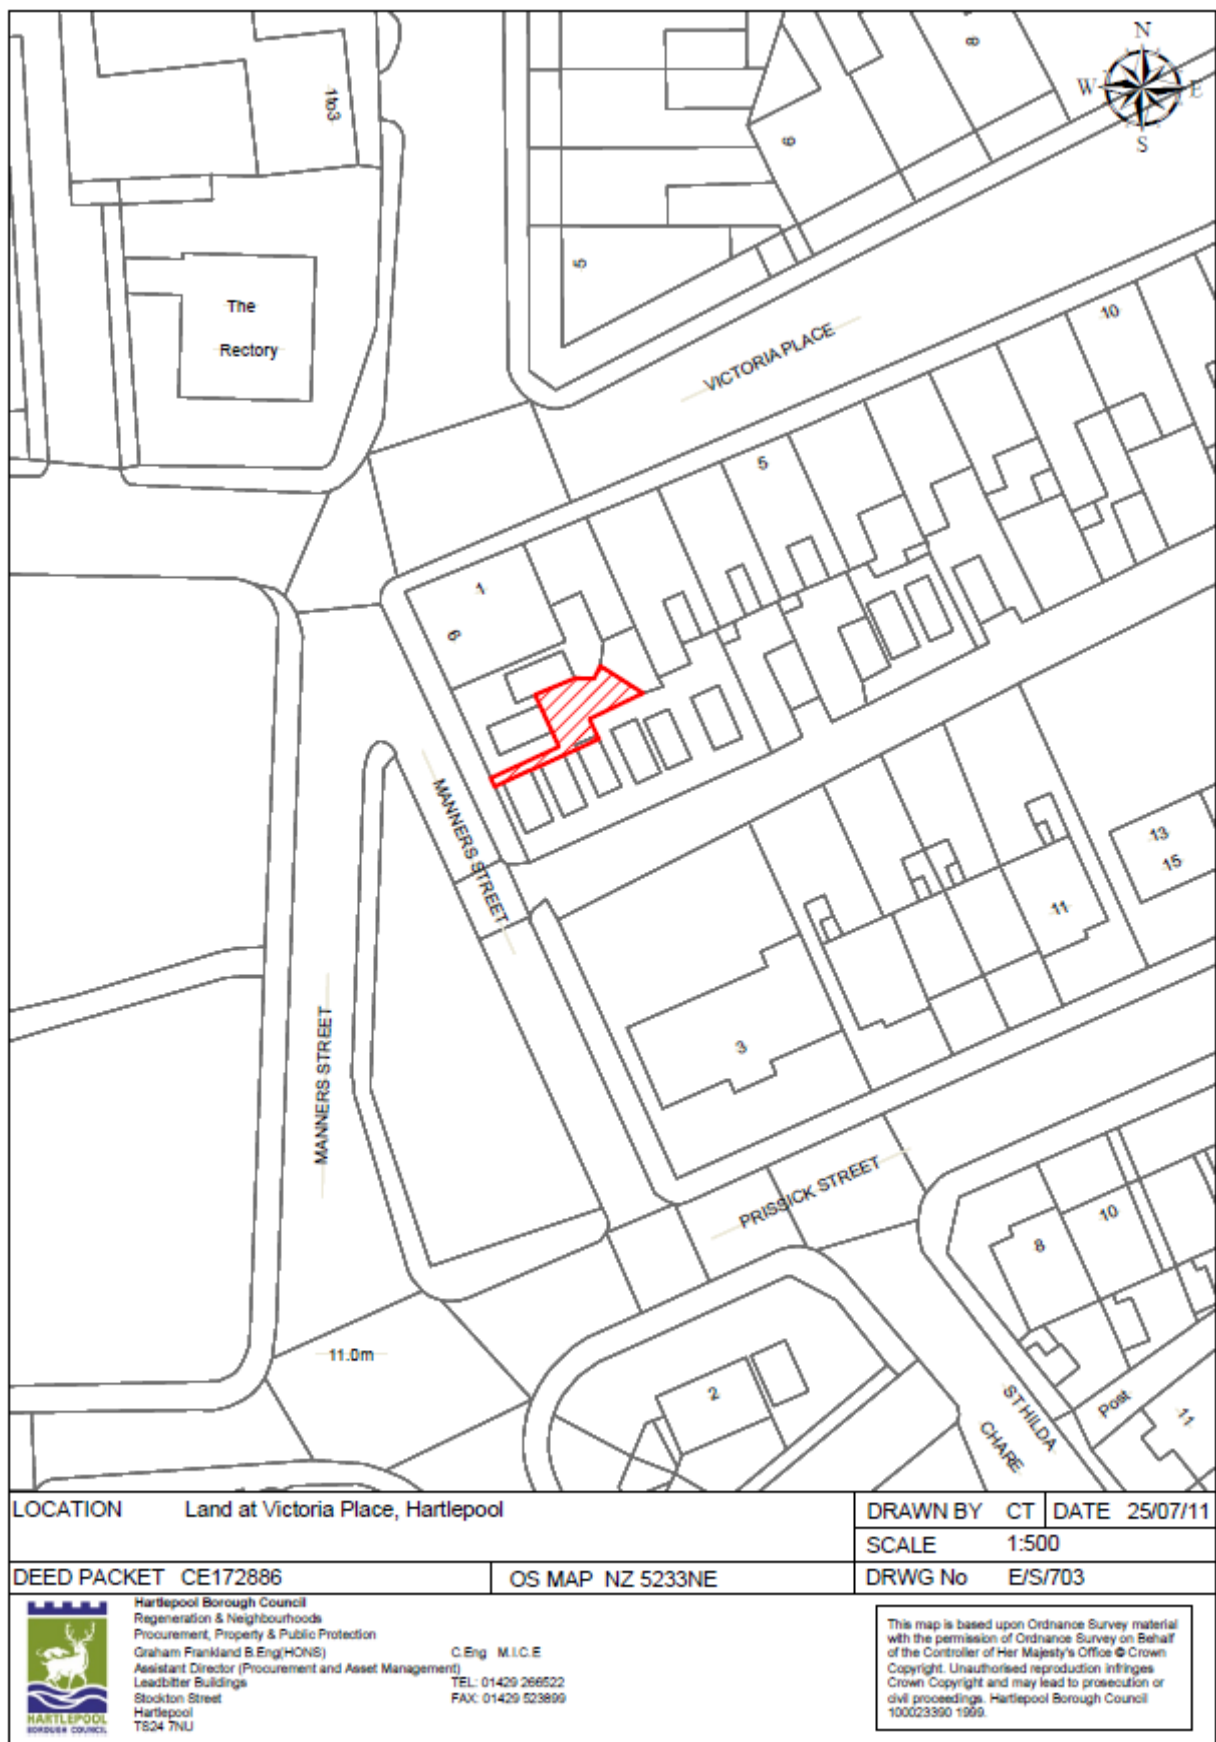 N
W E
S
1to3
8
6
5
The
Rectory
VICTORIA PLACE
10
5
1
6
MANNERS STREET
13
15
11
3
MANNERS STREET
PRISSICK STREET
8
10
11.0m
2
ST HILDA
CHARE
Post
11
LOCATION Land at Victoria Place, Hartlepool
DRAWN BY CT DATE 25/07/11
SCALE 1:500
DEED PACKET CE172886 OS MAP NZ 5233NE DRWG No E/S/703
Hartlepool Borough Council
Regeneration & Neighbourhoods
Procurement, Property & Public Protection
Graham Frankland B.Eng(HONS) C.Eng M.I.C.E
Assistant Director (Procurement and Asset Management)
Leadbitter Buildings TEL: 01429 266522
Stockton Street FAX: 01429 523899
Hartlepool
TS24 7NU
HARTLEPOOL
BOROUGH COUNCIL
This map is based upon Ordnance Survey material
with the permission of Ordnance Survey on Behalf
of the Controller of Her Majesty's Office © Crown
Copyright. Unauthorised reproduction infringes
Crown Copyright and may lead to prosecution or
civil proceedings. Hartlepool Borough Council
100023390 1999.